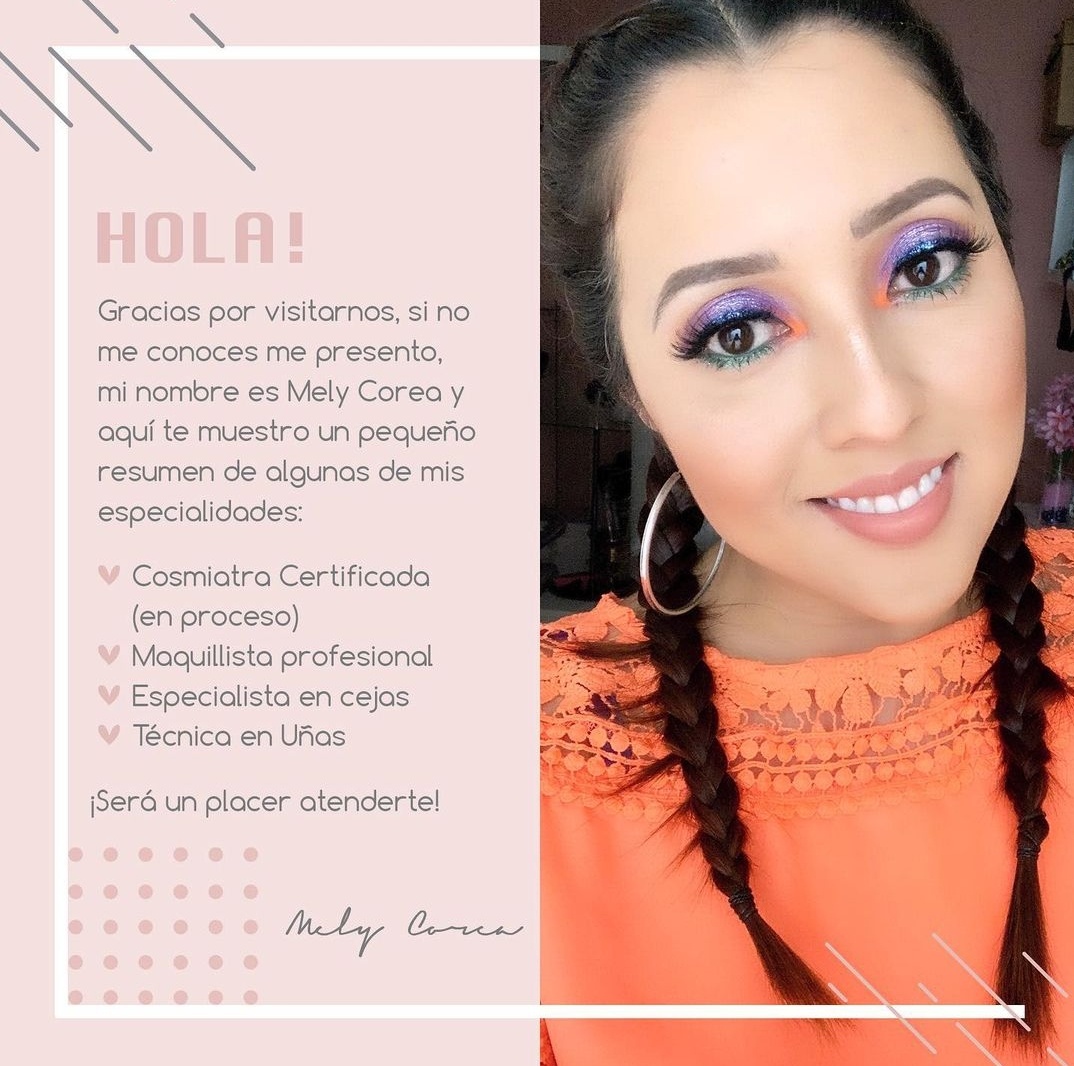 HOLA!
Gracias por visitarnos, si no
me conoces me presento,
mi nombre es Mely Corea y
aquí te muestro un pequeño
resumen de algunas de mis
especialidades:
Cosmiatra Certificada
(en proceso)
Maquillista profesional
Especialista en cejas
Técnica en Uñas
¡Será un placer atenderte!
Mely Corea